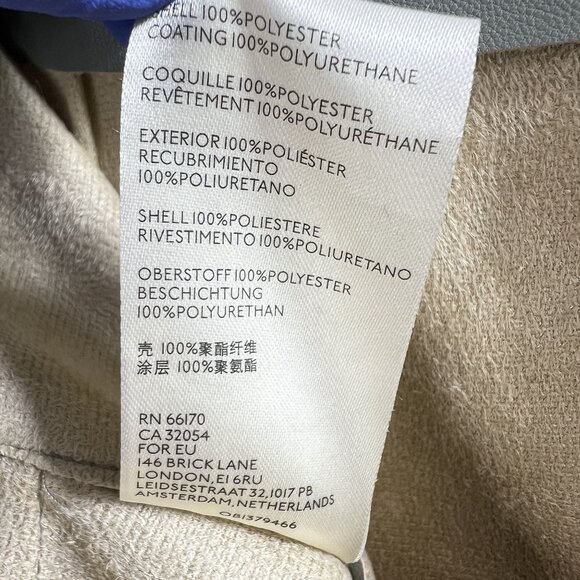 SHELL 100%POLYESTER
COATING 100%POLYURETHANE
COQUILLE 100%POLYESTER
REVÊTEMENT 100%POLYURÉTHANE
EXTERIOR 100%POLIÉSTER
RECUBRIMIENTO
100%POLIURETANO
SHELL 100%POLIESTERE
RIVESTIMENTO 100%POLIURETANO
OBERSTOFF 100%POLYESTER
BESCHICHTUNG
100%POLYURETHAN
壳 100%聚酯纤维
涂层 100%聚氨酯
RN 66170
CA 32054
FOR EU
146 BRICK LANE
LONDON, E1 6RU
LEIDSESTRAAT 32,1017 PB
AMSTERDAM, NETHERLANDS
OB1379466